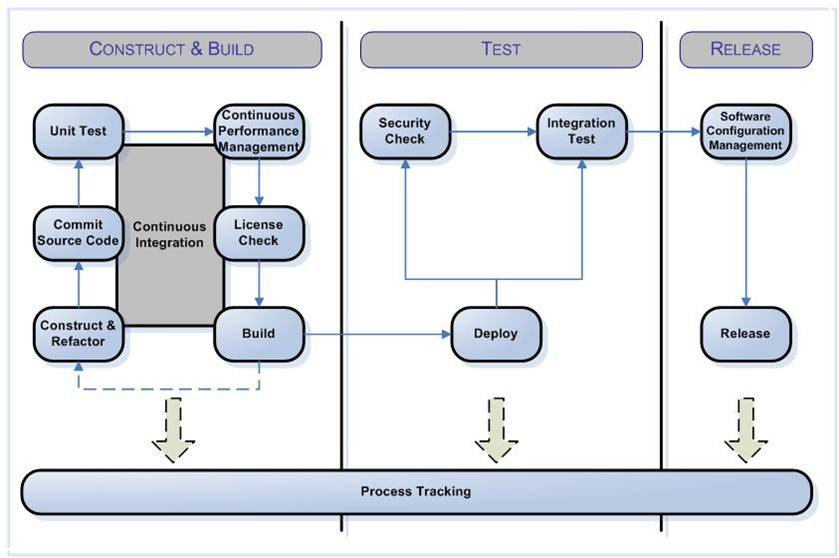 CONSTRUCT & BUILD
TEST
RELEASE
Unit Test
Continuous
Performance
Management
Security
Check
Integration
Test
Software
Configuration
Management
Commit
Source Code
Continuous
Integration
License
Check
Construct &
Refactor
Build
Deploy
Release
Process Tracking